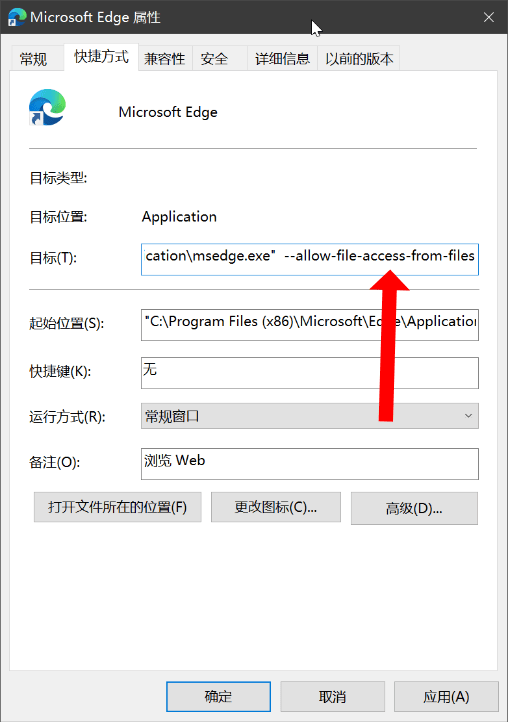 Microsoft Edge 属性
常规 快捷方式 兼容性 安全 详细信息 以前的版本
Microsoft Edge
目标类型:
目标位置: Application
目标(T): cation\msedge.exe" --allow-file-access-from-files
起始位置(S): "C:\Program Files (x86)\Microsoft\Edge\Application
快捷键(K): 无
运行方式(R): 常规窗口
备注(O): 浏览 Web
打开文件所在的位置(F) 更改图标(C)... 高级(D)...
确定 取消 应用(A)